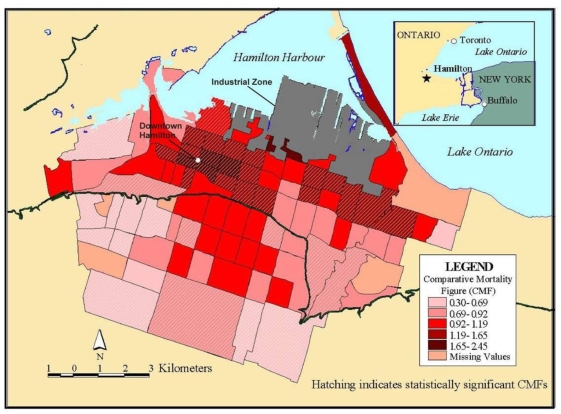 ONTARIO
Toronto
Lake Ontario
Hamilton
NEW YORK
Buffalo
Lake Erie
Hamilton Harbour
Industrial Zone
Downtown
Hamilton
Lake Ontario
LEGEND
Comparative Mortality
Figure (CMF)
0.30-0.69
0.69-0.92
0.92-1.19
1.19-1.65
1.65-2.45
Missing Values
N
1 0 1 2 3 Kilometers
Hatching indicates statistically significant CMFs